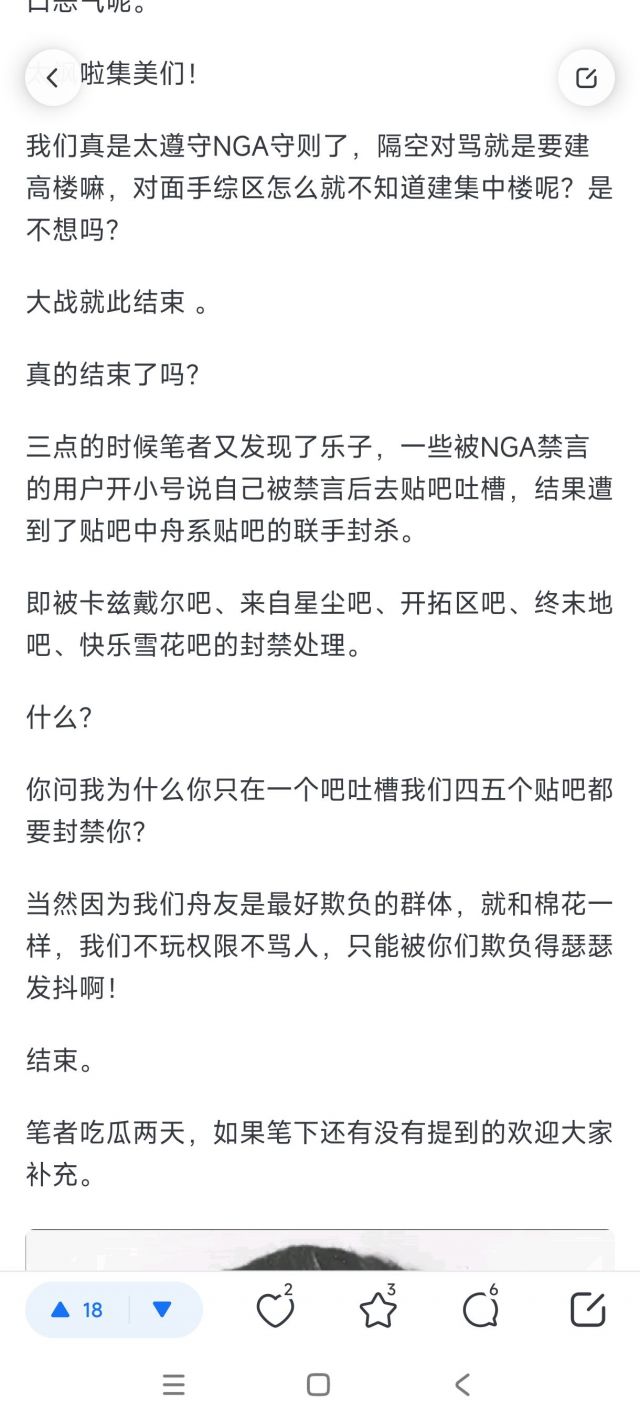 口恶气呢。
啦集美们！
我们真是太遵守NGA守则了，隔空对骂就是要建
高楼嘛，对面手综区怎么就不知道建集中楼呢？是
不想吗？
大战就此结束 。
真的结束了吗？
三点的时候笔者又发现了乐子，一些被NGA禁言
的用户开小号说自己被禁言后去贴吧吐槽，结果遭
到了贴吧中舟系贴吧的联手封杀。
即被卡兹戴尔吧、来自星尘吧、开拓区吧、终末地
吧、快乐雪花吧的封禁处理。
什么？
你问我为什么你只在一个吧吐槽我们四五个贴吧都
要封禁你？
当然因为我们舟友是最好欺负的群体，就和棉花一
样，我们不玩权限不骂人，只能被你们欺负得瑟瑟
发抖啊！
结束。
笔者吃瓜两天，如果笔下还有没有提到的欢迎大家
补充。
18
2
3
6